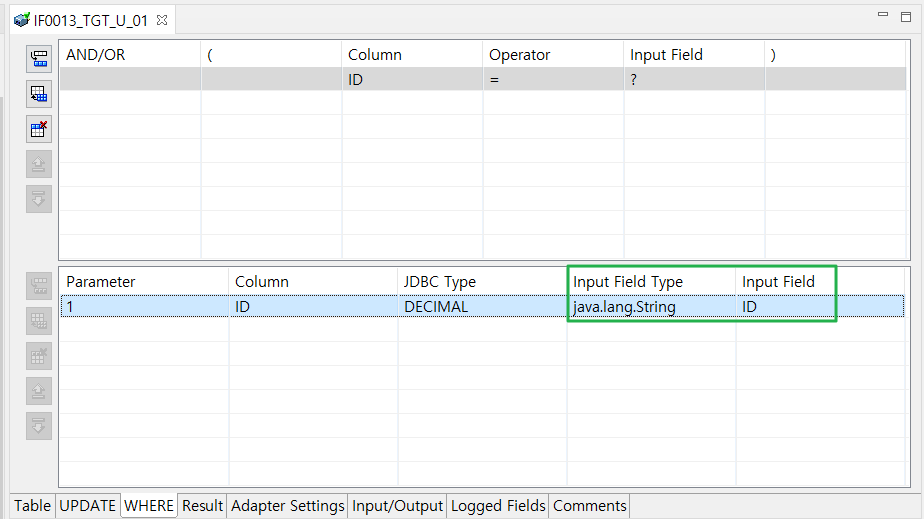 IF0013_TGT_U_01
AND/OR ( Column Operator Input Field )
ID = ?
Parameter Column JDBC Type Input Field Type Input Field
1 ID DECIMAL java.lang.String ID
Table UPDATE WHERE Result Adapter Settings Input/Output Logged Fields Comments